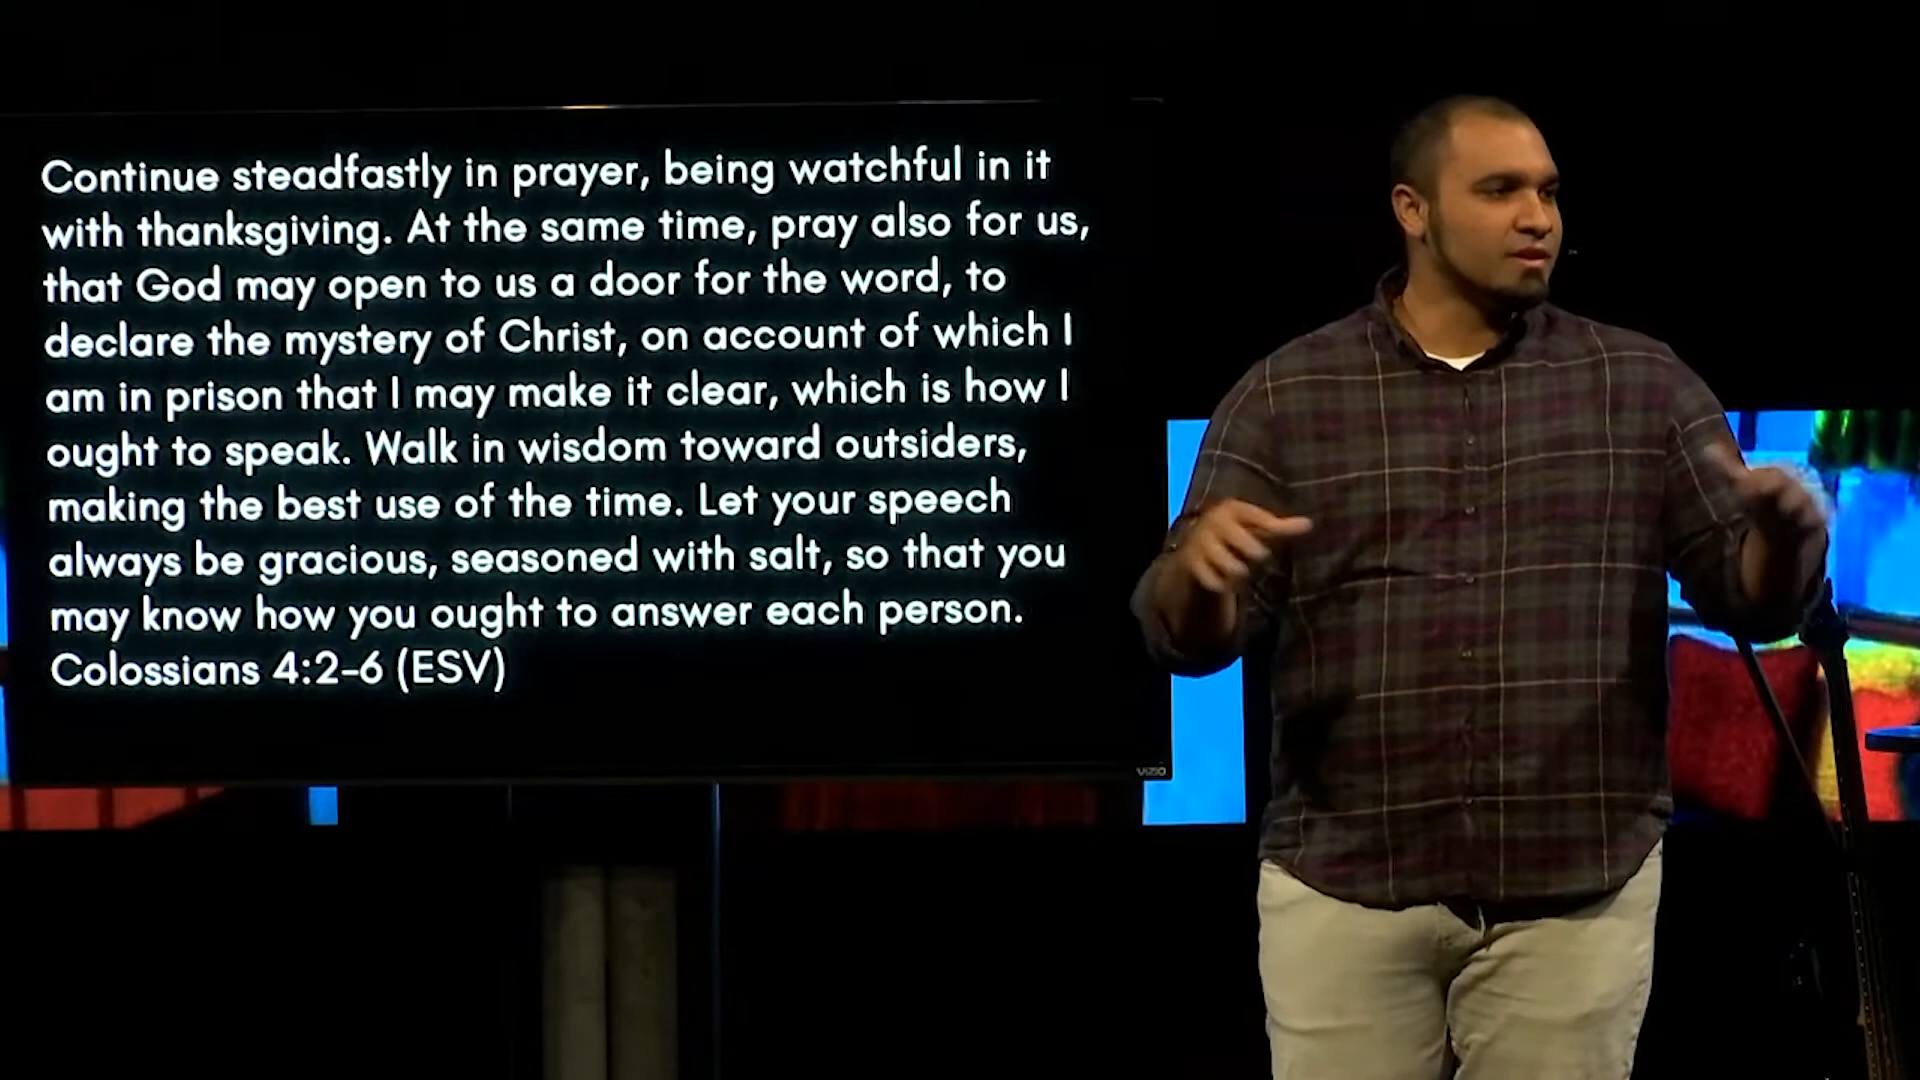 Continue steadfastly in prayer, being watchful in it
with thanksgiving. At the same time, pray also for us,
that God may open to us a door for the word, to
declare the mystery of Christ, on account of which I
am in prison that I may make it clear, which is how I
ought to speak. Walk in wisdom toward outsiders,
making the best use of the time. Let your speech
always be gracious, seasoned with salt, so that you
may know how you ought to answer each person.
Colossians 4:2-6 (ESV)
VIZIO